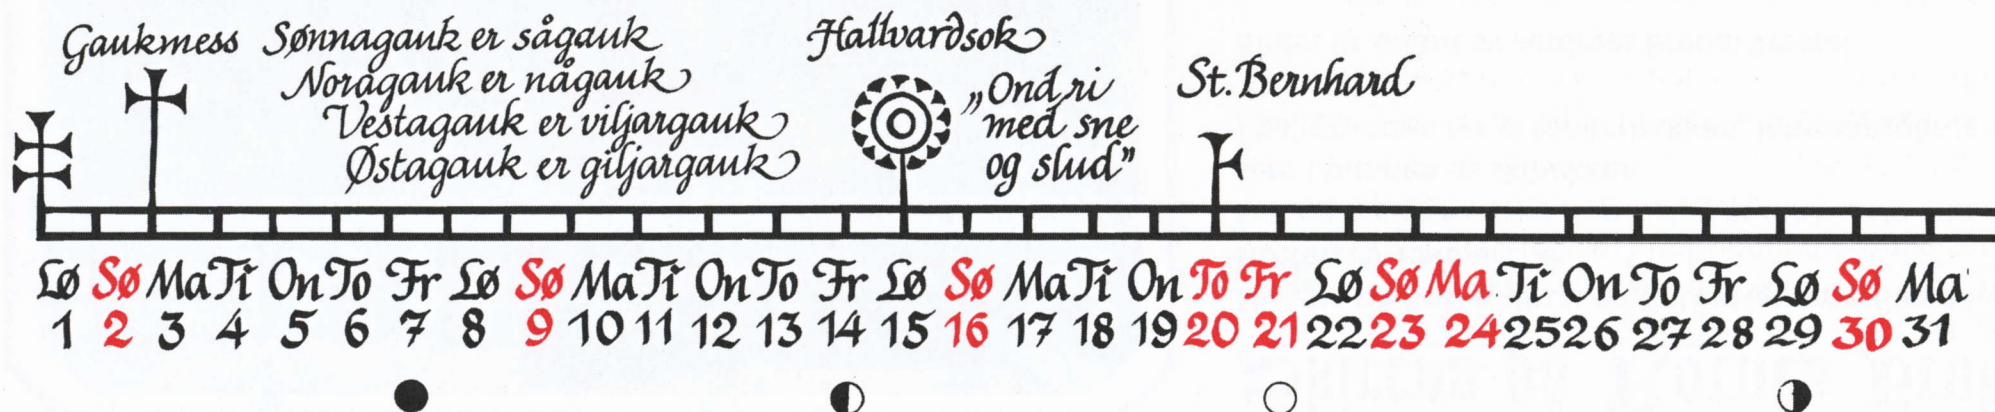 Gaukmess
Sønnagauk er sågauk
Noragauk er någauk
Vestagauk er viljargauk
Østagauk er giljargauk
Hallvardsok
„Ond ri
med sne
og slud”
St. Bernhard
Lø Sø Ma Ti On To Fr Lø Sø Ma Ti On To Fr Lø Sø Ma Ti On To Fr Lø Sø Ma Ti On To Fr Lø Sø Ma
1 2 3 4 5 6 7 8 9 10 11 12 13 14 15 16 17 18 19 20 21 22 23 24 25 26 27 28 29 30 31